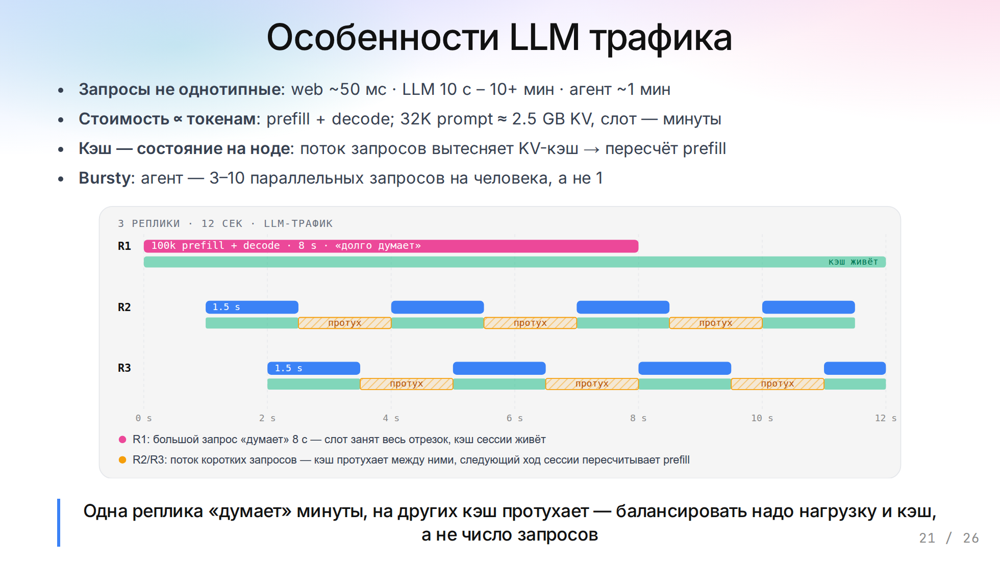 Особенности LLM трафика
• Запросы не однотипные: web ~50 мс · LLM 10 с – 10+ мин · агент ~1 мин
• Стоимость ∝ токенам: prefill + decode; 32K prompt ≈ 2.5 GB KV, слот — минуты
• Кэш — состояние на ноде: поток запросов вытесняет KV-кэш → пересчёт prefill
• Bursty: агент — 3–10 параллельных запросов на человека, а не 1
3 РЕПЛИКИ · 12 СЕК · LLM-ТРАФИК
R1
100k prefill + decode · 8 s · «долго думает»
кэш живёт
R2
1.5 s
протух
протух
протух
R3
1.5 s
протух
протух
протух
0 s
2 s
4 s
6 s
8 s
10 s
12 s
R1: большой запрос «думает» 8 с — слот занят весь отрезок, кэш сессии живёт
R2/R3: поток коротких запросов — кэш протухает между ними, следующий ход сессии пересчитывает prefill
Одна реплика «думает» минуты, на других кэш протухает — балансировать надо нагрузку и кэш,
а не число запросов
21 / 26